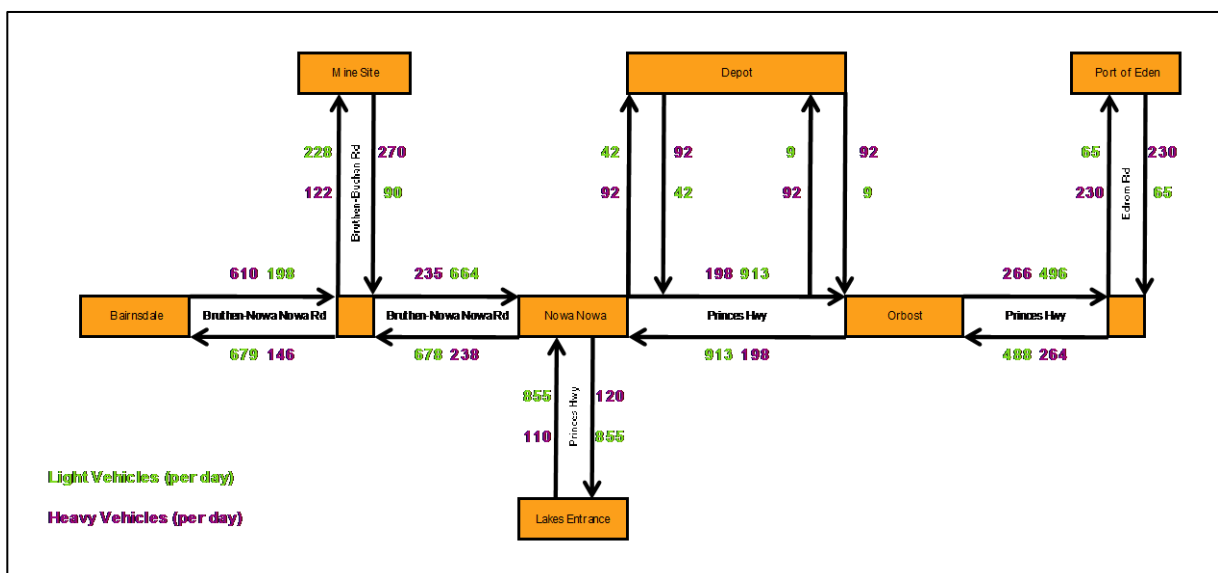 Mine Site
Depot
Port of Eden
228 270
122 90
Bruthen-Buchan Rd
42 92 9 92
92 42 92 9
65 230
230 65
Edrom Rd
610 198
235 664
198 913
266 496
Bairnsdale
Bruthen-Nowa Nowa Rd
Bruthen-Nowa Nowa Rd
Nowa Nowa
Princes Hwy
Orbost
Princes Hwy
679 146
678 238
913 198
488 264
855 120
110 855
Princes Hwy
Light Vehicles (per day)
Heavy Vehicles (per day)
Lakes Entrance